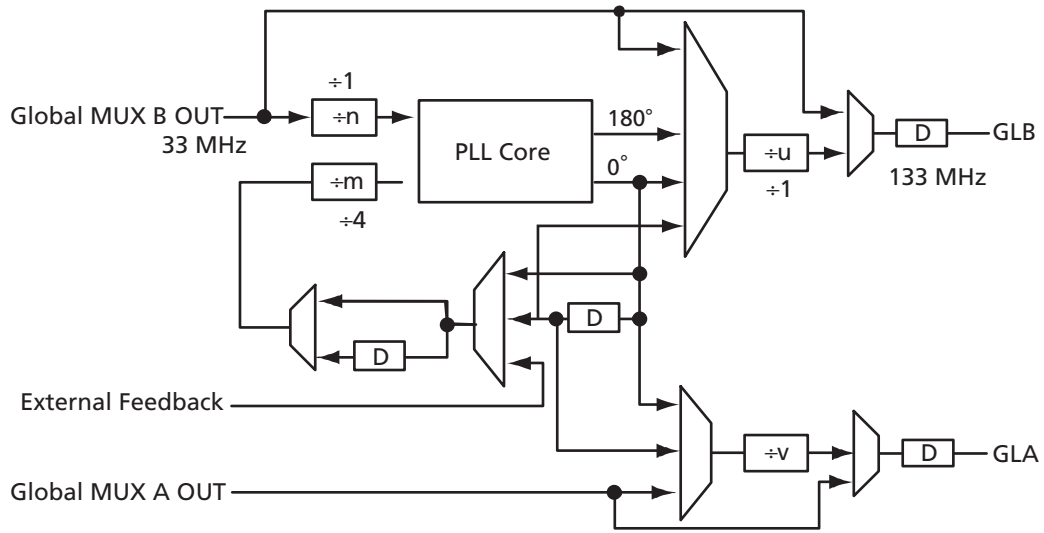 ÷1
Global MUX B OUT
÷n
33 MHz
PLL Core
180°
0°
÷m
÷4
÷u
÷1
D
GLB
133 MHz
D
D
External Feedback
÷v
D
GLA
Global MUX A OUT